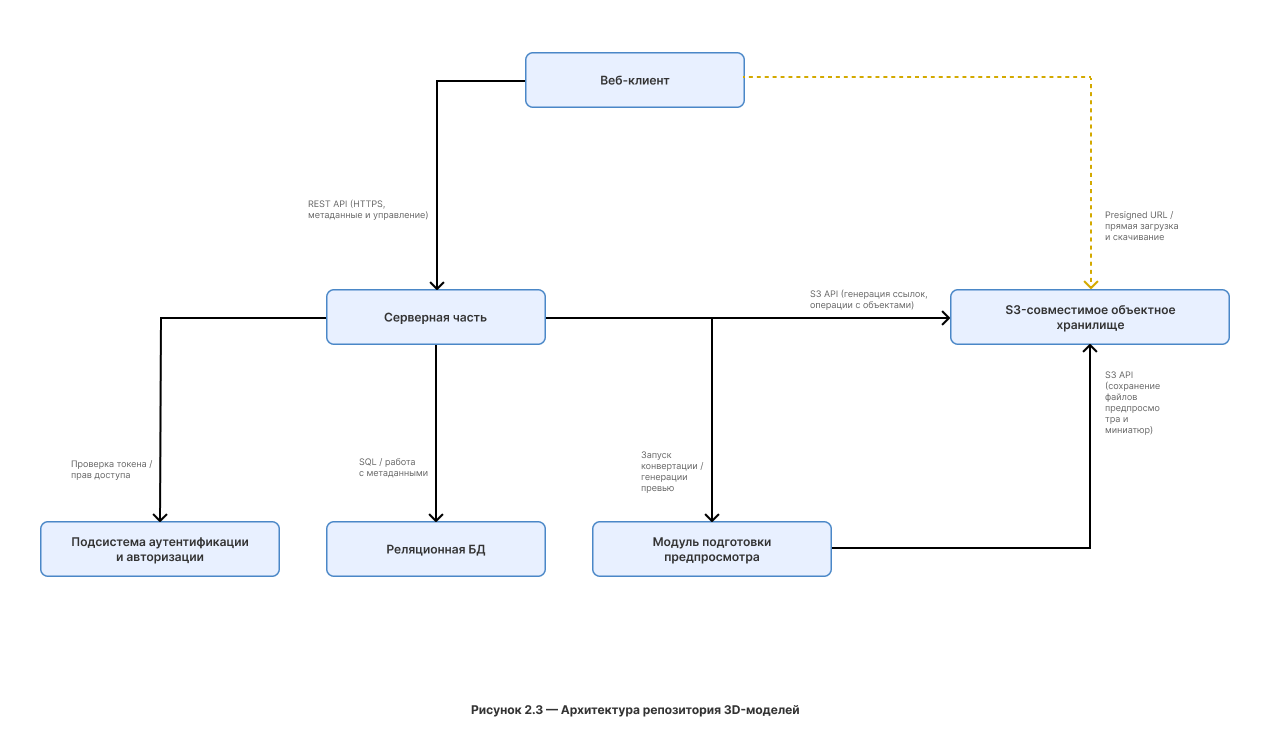 Веб-клиент
REST API (HTTPS,
метаданные и управление)
Presigned URL /
прямая загрузка
и скачивание
S3 API (генерация ссылок,
операции с объектами)
Серверная часть
S3-совместимое объектное
хранилище
S3 API
(сохранение
файлов
предпросмо
тра и
миниатюр)
Проверка токена /
прав доступа
SQL / работа
с метаданными
Запуск
конвертации /
генерации
превью
Подсистема аутентификации
и авторизации
Реляционная БД
Модуль подготовки
предпросмотра
Рисунок 2.3 — Архитектура репозитория 3D-моделей